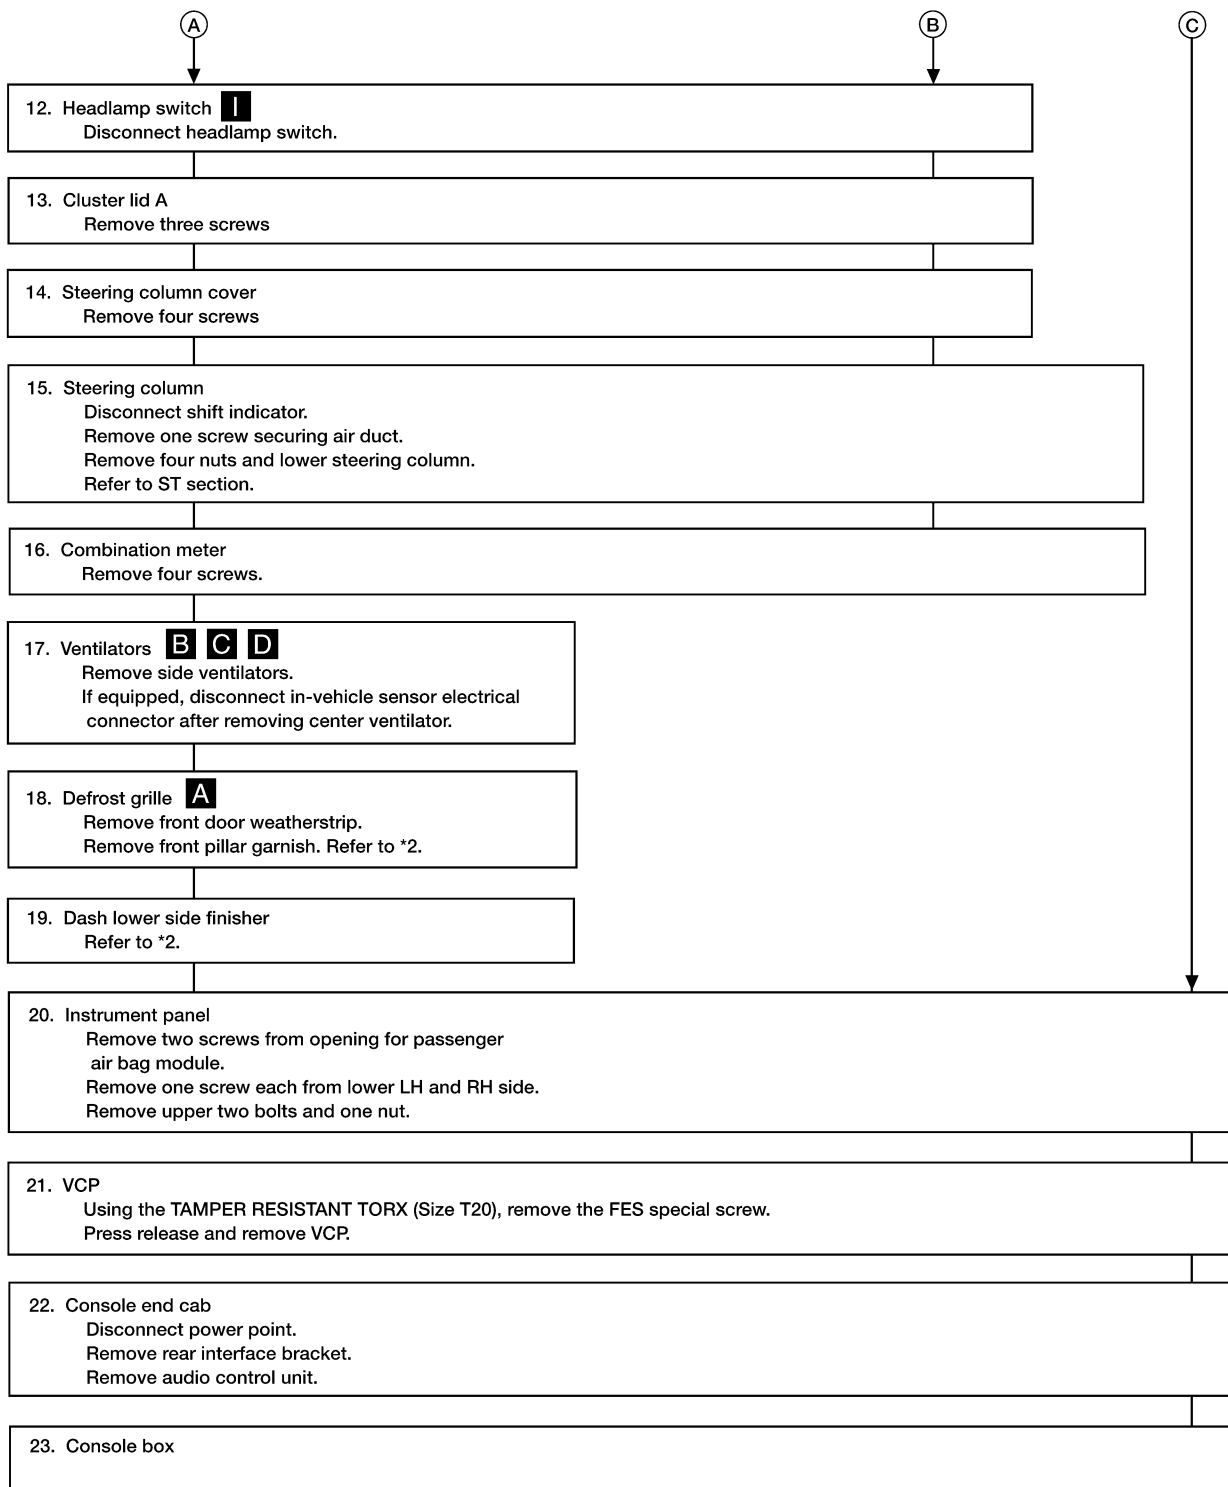 A B C
12. Headlamp switch I
Disconnect headlamp switch.
13. Cluster lid A
Remove three screws
14. Steering column cover
Remove four screws
15. Steering column
Disconnect shift indicator.
Remove one screw securing air duct.
Remove four nuts and lower steering column.
Refer to ST section.
16. Combination meter
Remove four screws.
17. Ventilators B C D
Remove side ventilators.
If equipped, disconnect in-vehicle sensor electrical
connector after removing center ventilator.
18. Defrost grille A
Remove front door weatherstrip.
Remove front pillar garnish. Refer to *2.
19. Dash lower side finisher
Refer to *2.
20. Instrument panel
Remove two screws from opening for passenger
air bag module.
Remove one screw each from lower LH and RH side.
Remove upper two bolts and one nut.
21. VCP
Using the TAMPER RESISTANT TORX (Size T20), remove the FES special screw.
Press release and remove VCP.
22. Console end cab
Disconnect power point.
Remove rear interface bracket.
Remove audio control unit.
23. Console box